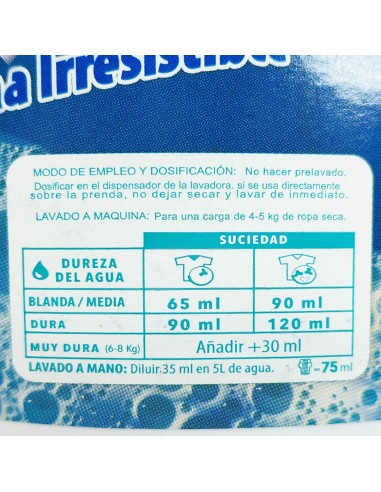 na Irresistible
MODO DE EMPLEO Y DOSIFICACIÓN: No hacer prelavado.
Dosificar en el dispensador de la lavadora. si se usa directamente
sobre la prenda, no dejar secar y lavar de inmediato.
LAVADO A MAQUINA: Para una carga de 4-5 kg de ropa seca.
SUCIEDAD
DUREZA
DEL AGUA
BLANDA / MEDIA 65 ml 90 ml
DURA 90 ml 120 ml
MUY DURA (6-8 Kg) Añadir +30 ml
LAVADO A MANO: Diluir 35 ml en 5L de agua. = 75 ml